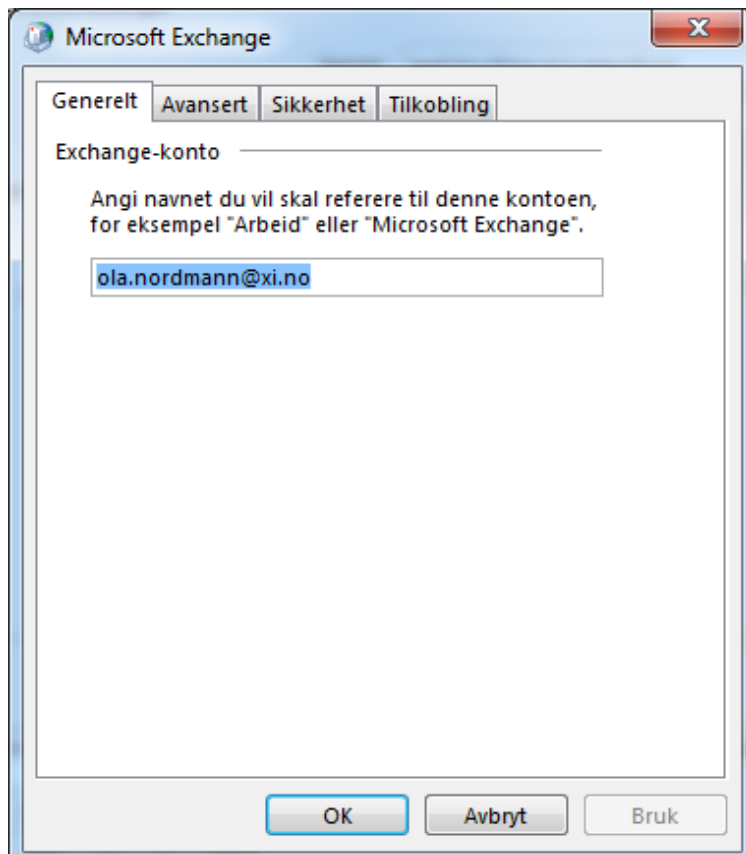 Microsoft Exchange
Generelt Avansert Sikkerhet Tilkobling
Exchange-konto
Angi navnet du vil skal referere til denne kontoen,
for eksempel "Arbeid" eller "Microsoft Exchange".
ola.nordmann@xi.no
OK Avbryt Bruk